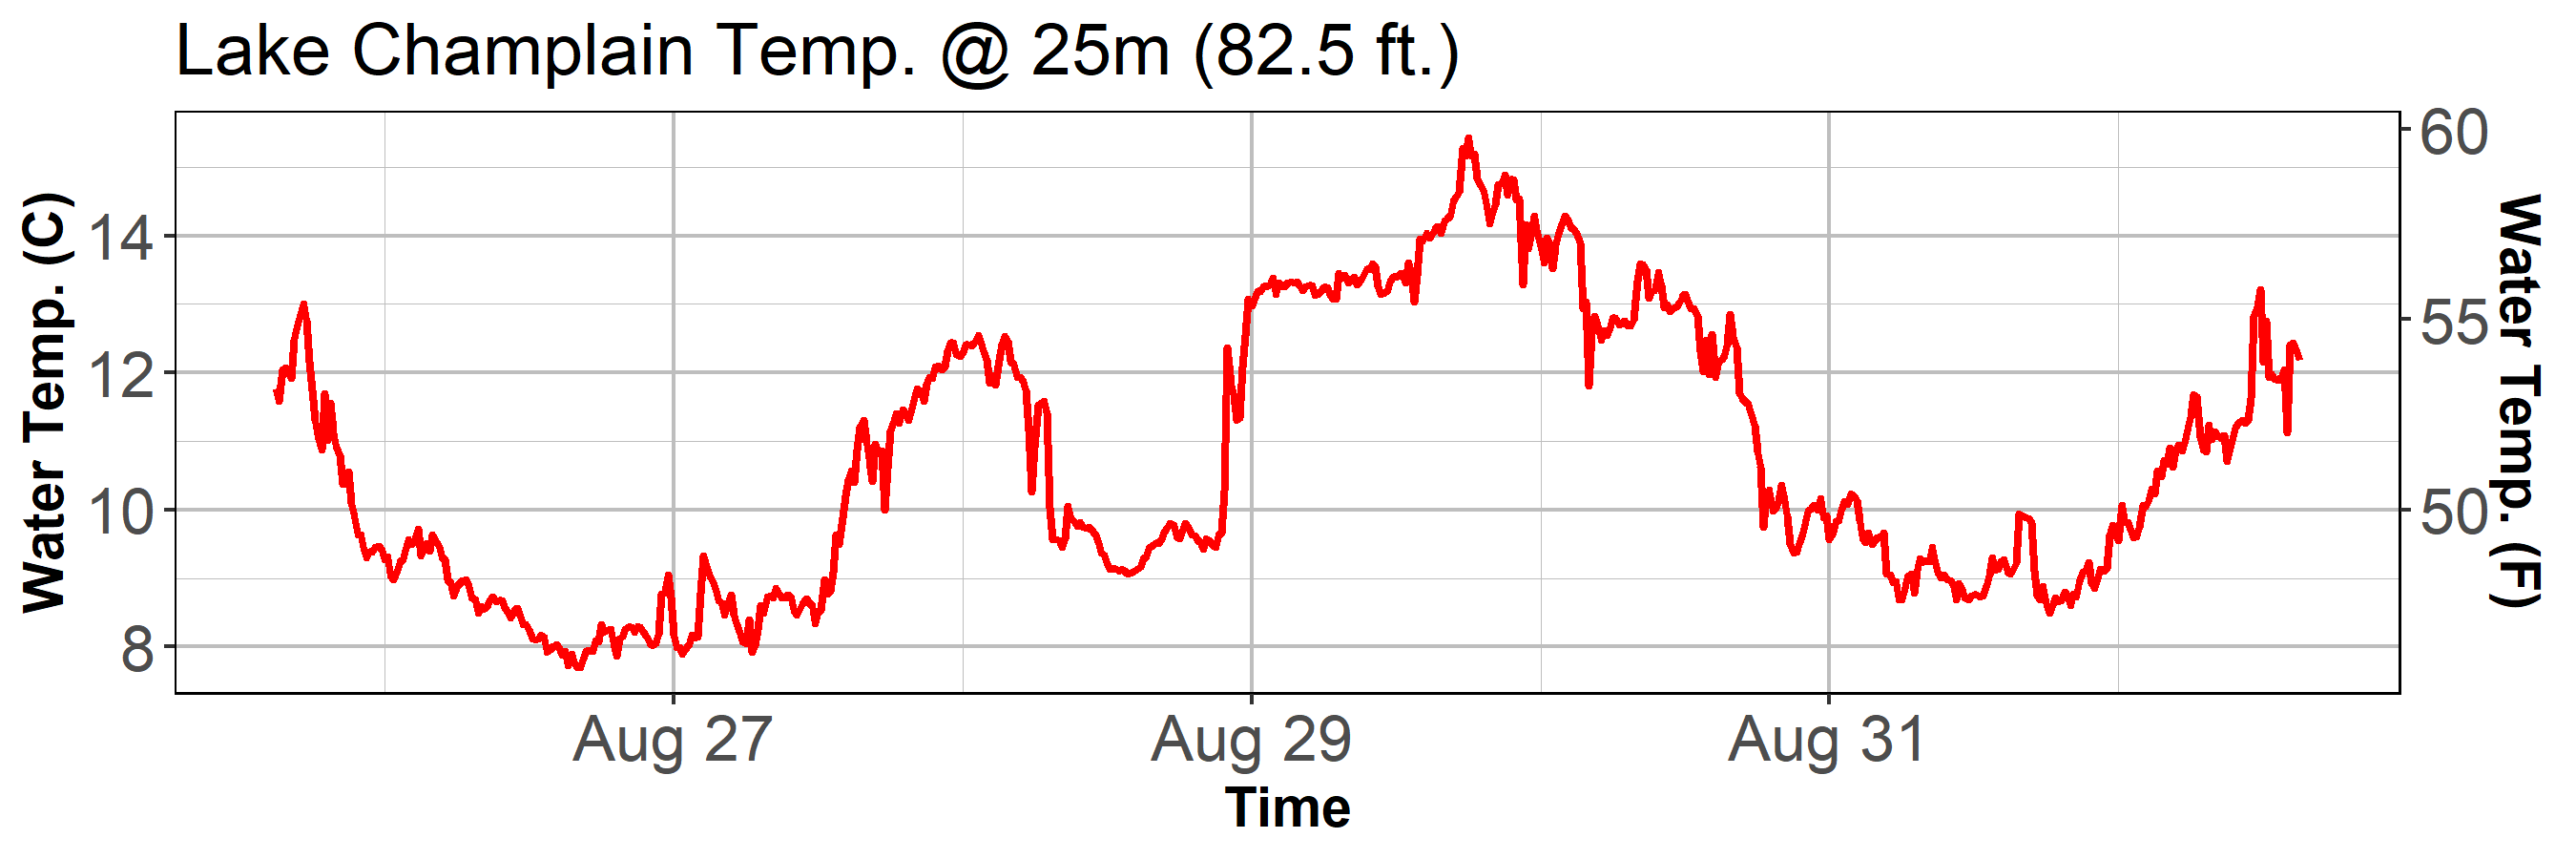 Lake Champlain Temp. @ 25m (82.5 ft.)
Water Temp. (C)
14
12
10
8
60
55
50
Water Temp. (F)
Aug 27 Aug 29 Aug 31
Time